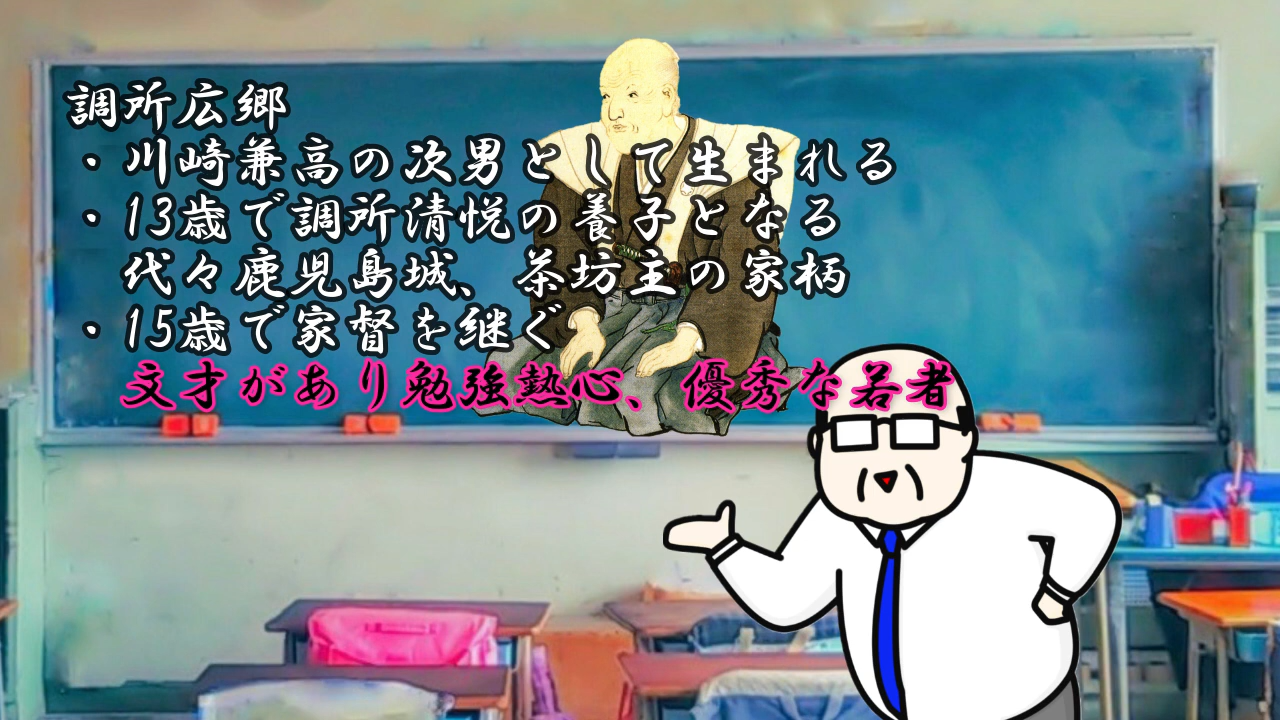 調所広郷
・川崎兼高の次男として生まれる
・13歳で調所清悦の養子となる
代々鹿児島城、茶坊主の家柄
・15歳で家督を継ぐ
文才があり勉強熱心、優秀な若者